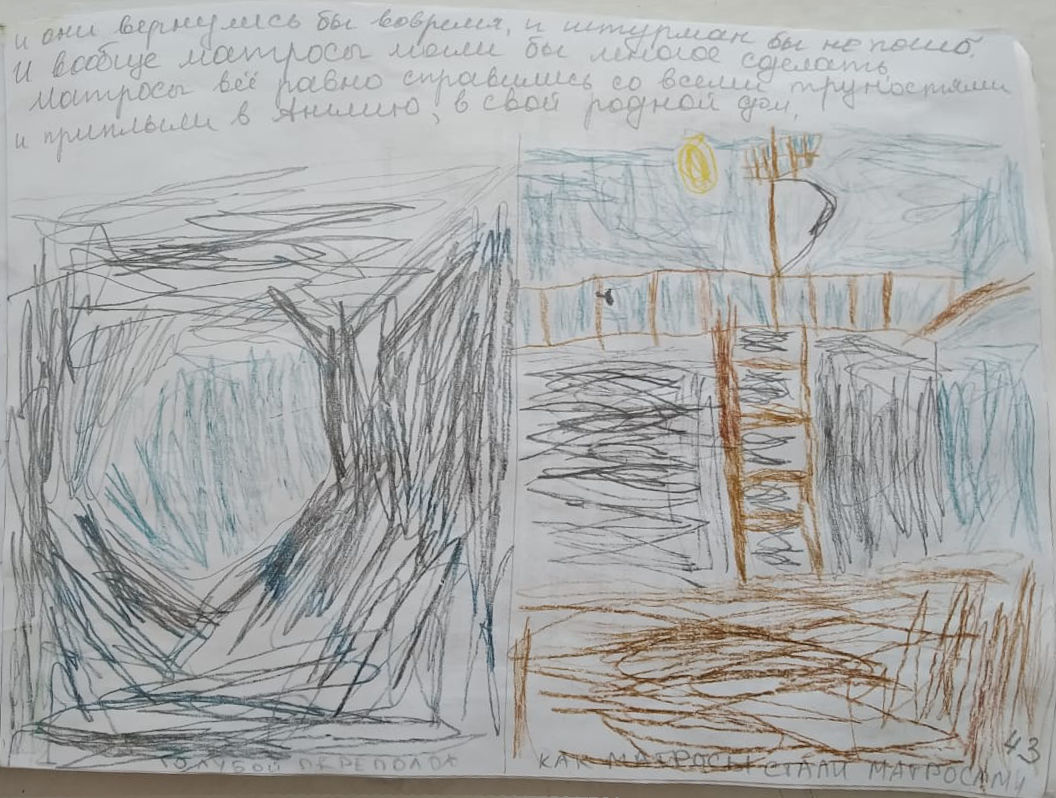 и они вернулись бы вовремя, и штурман бы не погиб.
И вообще матросы могли бы многое сделать.
Матросы всё равно справились со всеми трудностями
и приплыли в Англию, в свой родной дом.
ГОЛУБОЙ ПЕРЕПОЛОХ
КАК МАТРОСЫ СТАЛИ МАТРОСАМИ
43